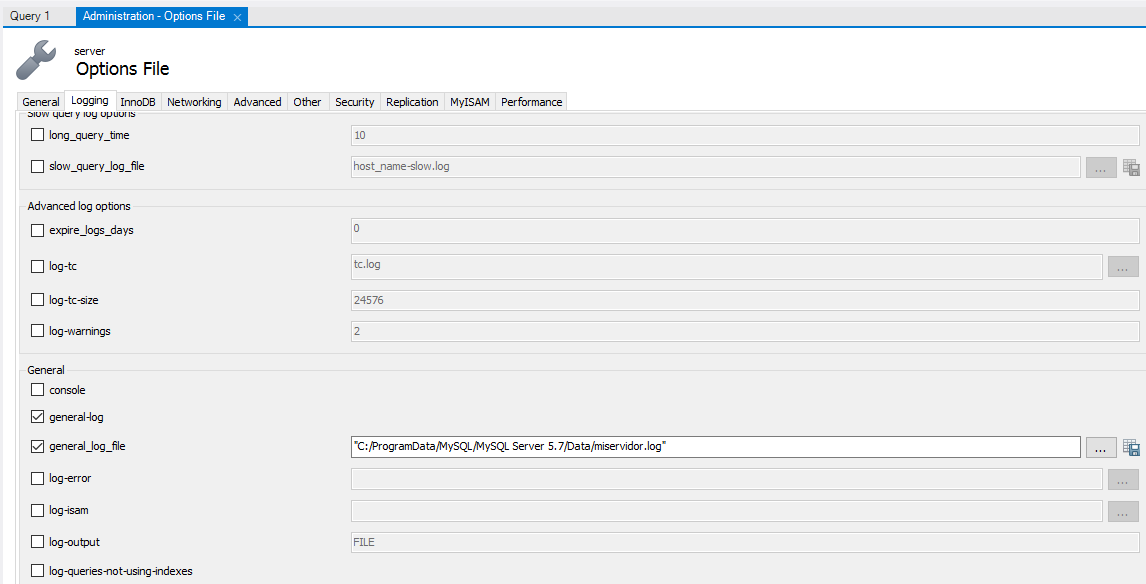 Query 1
Administration - Options File
server
Options File
General Logging InnoDB Networking Advanced Other Security Replication MyISAM Performance
Slow query log options
long_query_time 10
slow_query_log_file host_name-slow.log ...
Advanced log options
expire_logs_days 0
log-tc tc.log ...
log-tc-size 24576
log-warnings 2
General
console
general-log
general_log_file "C:/ProgramData/MySQL/MySQL Server 5.7/Data/miservidor.log" ...
log-error ...
log-isam ...
log-output FILE
log-queries-not-using-indexes